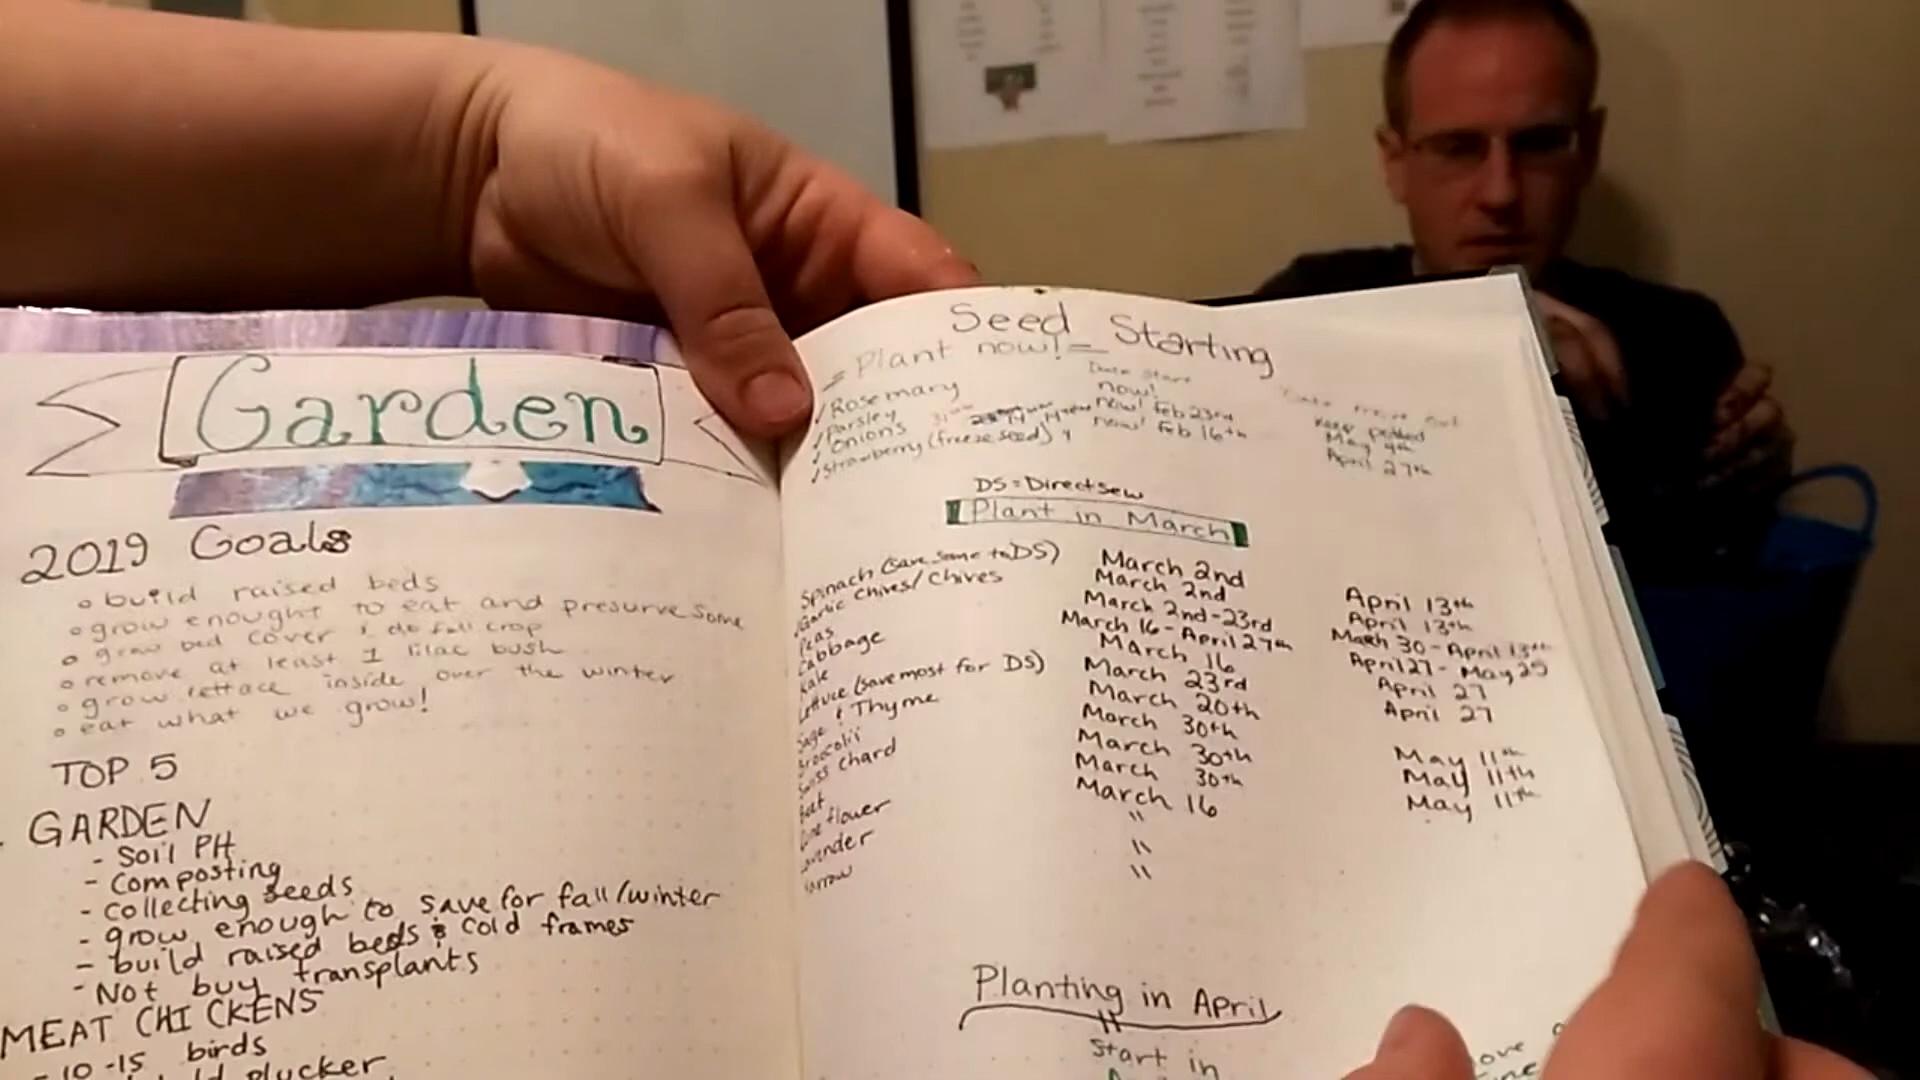 Garden
2019 Goals
build raised beds
grow enought to eat and presurve some
grow bed cover & do fall crop
remove at least 1 lilac bush
grow lettace inside over the winter
eat what we grow!
TOP 5
GARDEN
- Soil PH
- composting
- collecting seeds
- grow enough to save for fall/winter
- build raised beds & cold frames
- Not buy transplants
MEAT CHICKENS
- 10-15 birds
plucker
Seed Starting
= Plant now! =
Date Start
✓ Rosemary now! Keep potted
✓ Parsley now! Feb 23rd May 4th
✓ Onions now! Feb 16th April 27th
✓ Strawberry (freeze seed)
DS = Direct sew
Plant in March
Spinach (save some to DS) March 2nd April 13th
Garlic chives/Chives March 2nd April 13th
Peas March 2nd-23rd March 30-April 13th
Cabbage March 16-April 27th April 27-May 25
Kale March 16 April 27
Lettuce (save most for DS) March 23rd April 27
Sage & Thyme March 20th
Broccolli March 30th May 11th
Swiss Chard March 30th May 11th
Beet March 30th May 11th
flower March 16
"
"
"
Planting in April
Start in